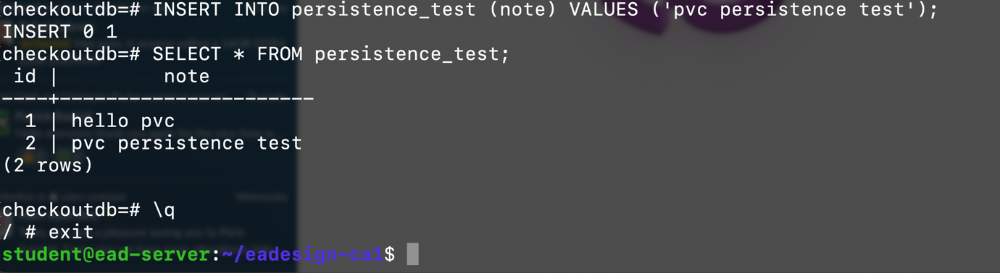 (checkoutdb=# INSERT INTO persistence_test (note) VALUES ('pvc persistence test');
INSERT 0 1
(checkoutdb=# SELECT * FROM persistence_test;
 id |         note
----+----------------------
  1 | hello pvc
  2 | pvc persistence test
(2 rows)
(checkoutdb=# \q
(/ # exit
student@ead-server:~/eadesign-ca1$